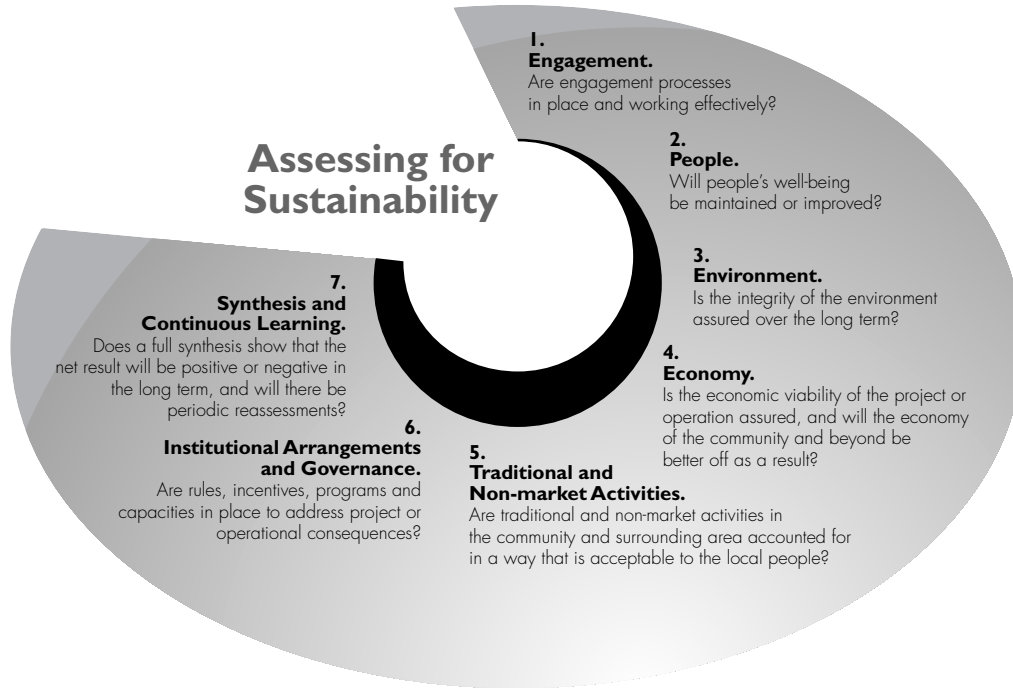 Assessing for
Sustainability
1.
Engagement.
Are engagement processes
in place and working effectively?
2.
People.
Will people's well-being
be maintained or improved?
3.
Environment.
Is the integrity of the environment
assured over the long term?
4.
Economy.
Is the economic viability of the project or
operation assured, and will the economy
of the community and beyond be
better off as a result?
5.
Traditional and
Non-market Activities.
Are traditional and non-market activities in
the community and surrounding area accounted for
in a way that is acceptable to the local people?
6.
Institutional Arrangements
and Governance.
Are rules, incentives, programs and
capacities in place to address project or
operational consequences?
7.
Synthesis and
Continuous Learning.
Does a full synthesis show that the
net result will be positive or negative in
the long term, and will there be
periodic reassessments?